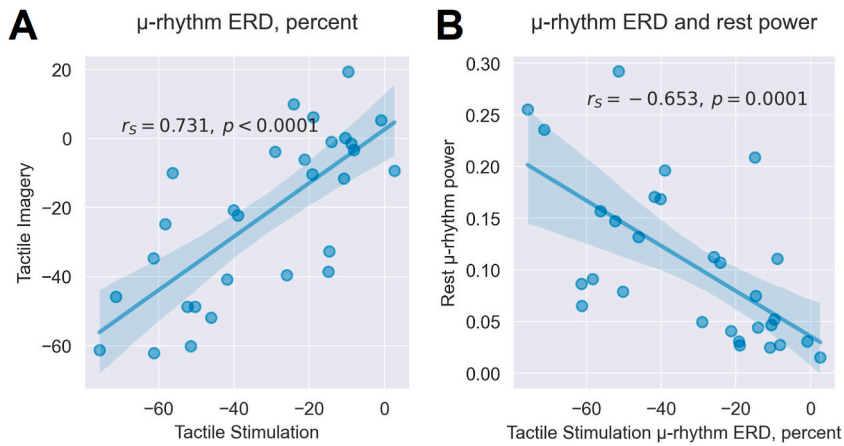 A
μ-rhythm ERD, percent
20
0
−20
−40
−60
Tactile Imagery
rS = 0.731, p < 0.0001
−60
−40
−20
0
Tactile Stimulation
B
μ-rhythm ERD and rest power
0.30
0.25
0.20
0.15
0.10
0.05
0.00
Rest μ-rhythm power
rS = −0.653, p = 0.0001
−60
−40
−20
0
Tactile Stimulation μ-rhythm ERD, percent